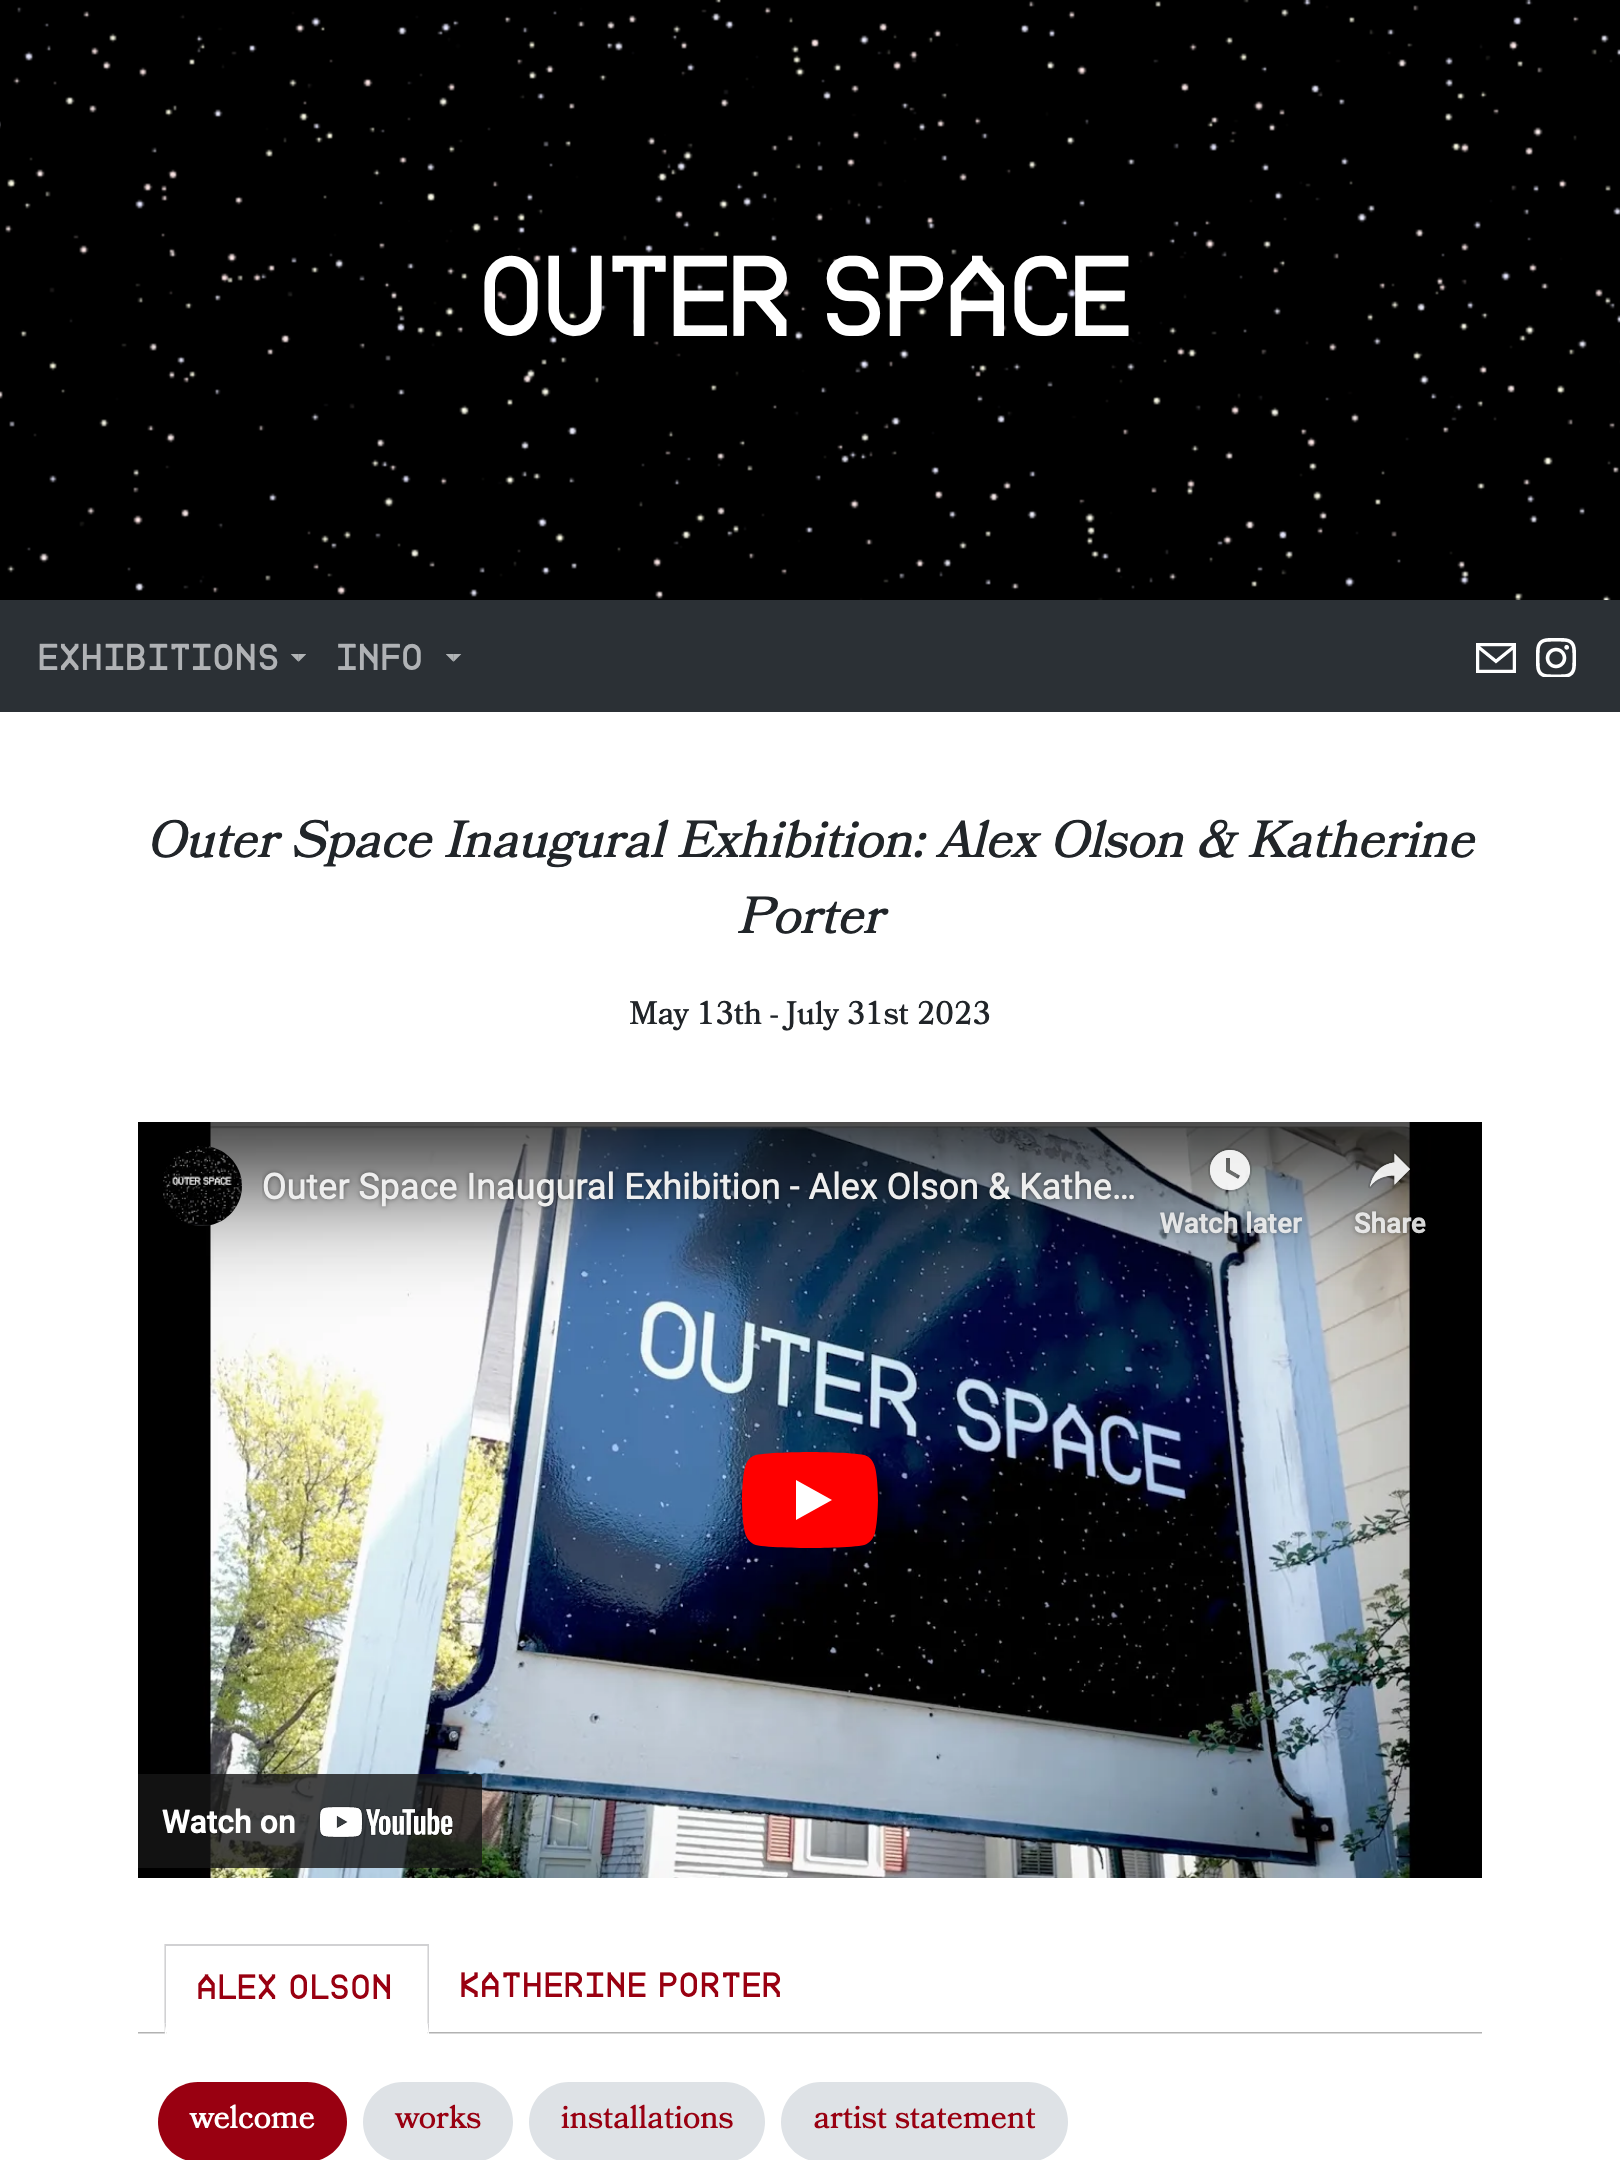 OUTER SPACE
EXHIBITIONS INFO
Outer Space Inaugural Exhibition: Alex Olson & Katherine
Porter
May 13th - July 31st 2023
OUTER SPACE
Outer Space Inaugural Exhibition - Alex Olson & Kathe...
Watch later
Share
OUTER SPACE
Watch on YouTube
ALEX OLSON
KATHERINE PORTER
welcome
works
installations
artist statement